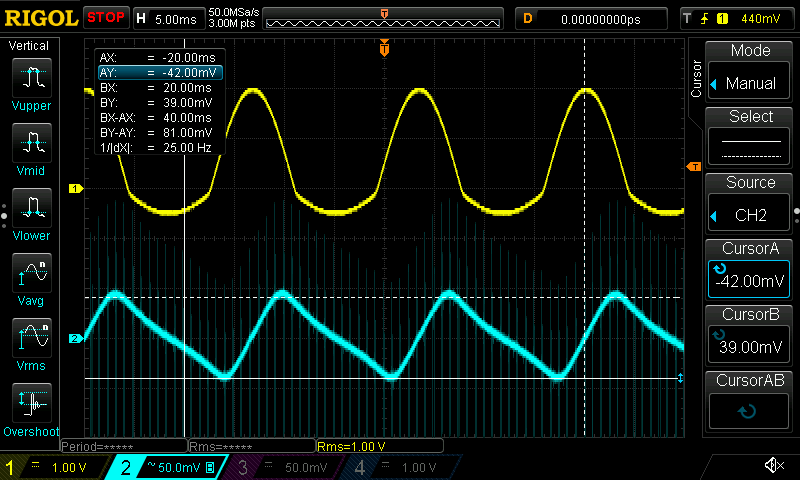 RIGOL STOP H 5.00ms 50.0MSa/s 3.00M pts D 0.00000000ps T 1 440mV
T
Vertical
Vupper
Vmid
Vlower
Vavg
n
Vrms
n
Overshoot
AX: = -20.00ms
AY: = -42.00mV
BX: = 20.00ms
BY: = 39.00mV
BX-AX: = 40.00ms
BY-AY: = 81.00mV
1/|dX|: = 25.00 Hz
T
1
T
2
Cursor
Mode
Manual
Select
Source
CH2
CursorA
-42.00mV
CursorB
39.00mV
CursorAB
Period=***** Rms=***** Rms=1.00 V
1 = 1.00 V 2 ~ 50.0mV B 3 = 50.0mV 4 = 1.00 V